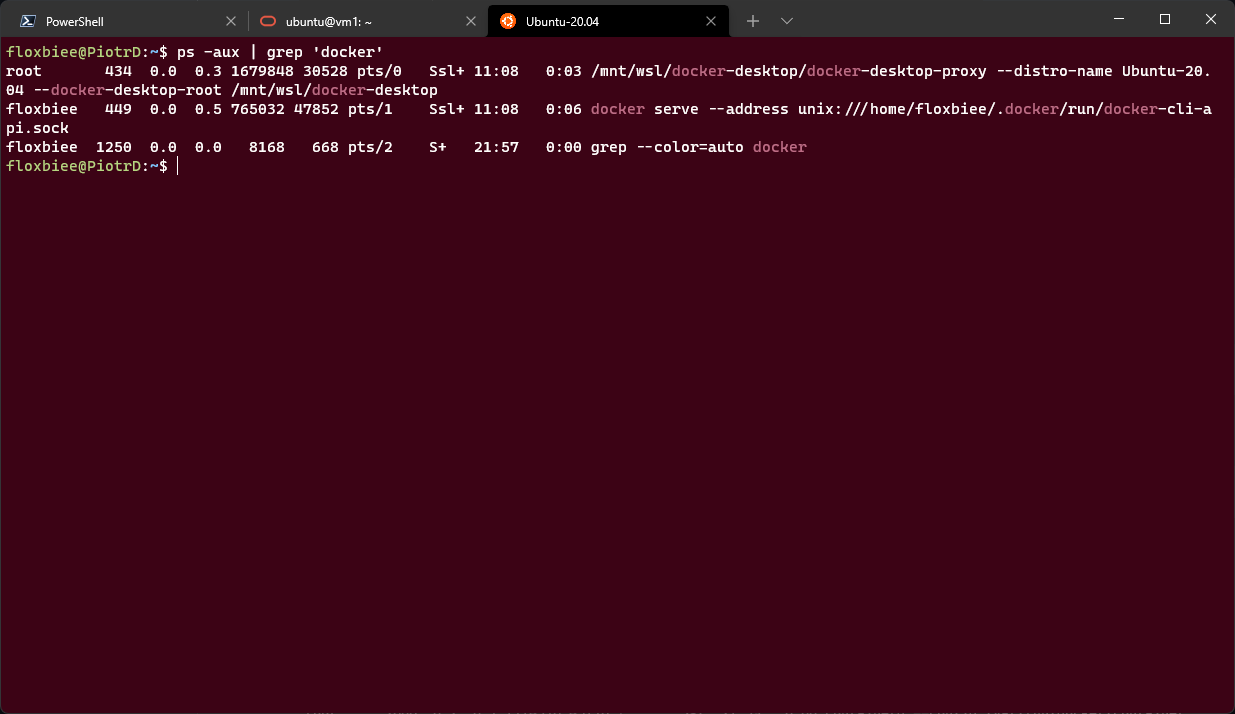 PowerShell
ubuntu@vm1: ~
Ubuntu-20.04
floxbiee@PiotrD:~$ ps -aux | grep 'docker'
root       434  0.0  0.3 1679848 30528 pts/0   Ssl+ 11:08   0:03 /mnt/wsl/docker-desktop/docker-desktop-proxy --distro-name Ubuntu-20.
04 --docker-desktop-root /mnt/wsl/docker-desktop
floxbiee   449  0.0  0.5 765032 47852 pts/1    Ssl+ 11:08   0:06 docker serve --address unix:///home/floxbiee/.docker/run/docker-cli-a
pi.sock
floxbiee  1250  0.0  0.0   8168   668 pts/2    S+   21:57   0:00 grep --color=auto docker
floxbiee@PiotrD:~$